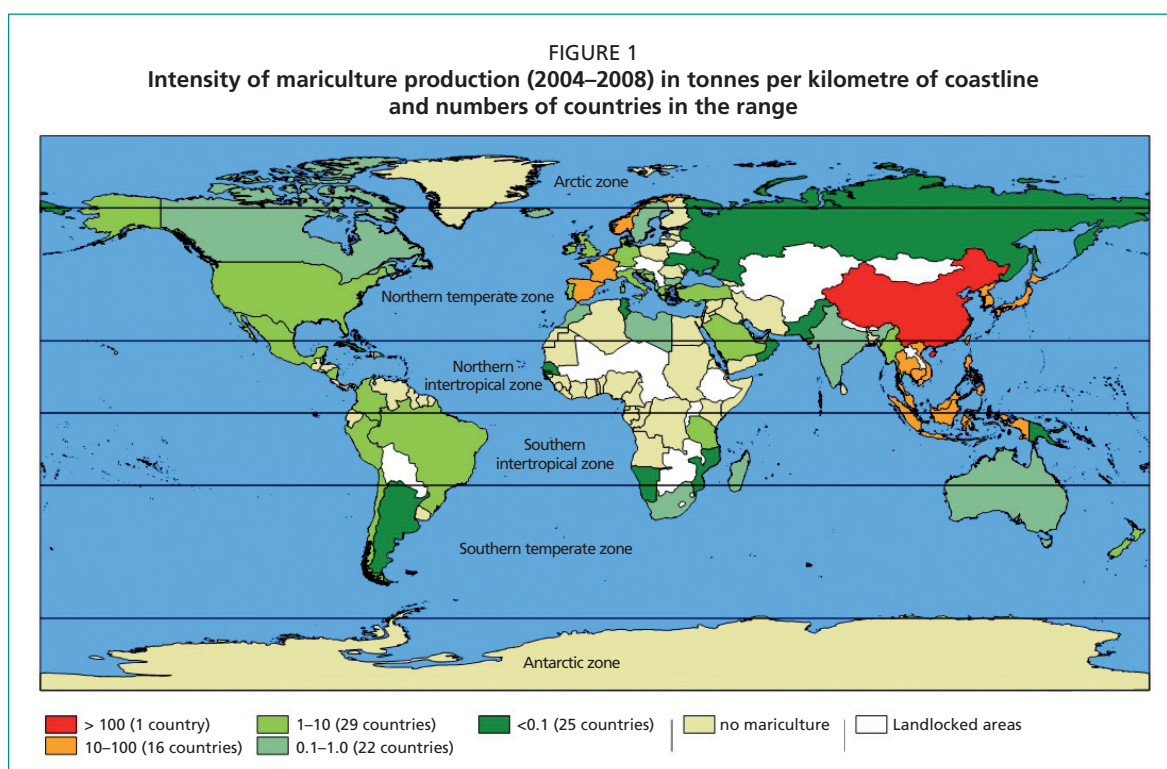 FIGURE 1
Intensity of mariculture production (2004–2008) in tonnes per kilometre of coastline
and numbers of countries in the range
Arctic zone
Northern temperate zone
Northern
intertropical zone
Southern
intertropical zone
Southern temperate zone
Antarctic zone
> 100 (1 country)
10–100 (16 countries)
1–10 (29 countries)
0.1–1.0 (22 countries)
<0.1 (25 countries)
no mariculture
Landlocked areas